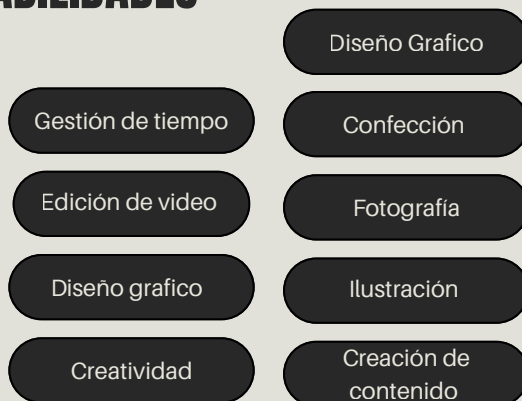 Gestión de tiempo
Edición de video
Diseño grafico
Creatividad
Diseño Grafico
Confección
Fotografía
Ilustración
Creación de
contenido